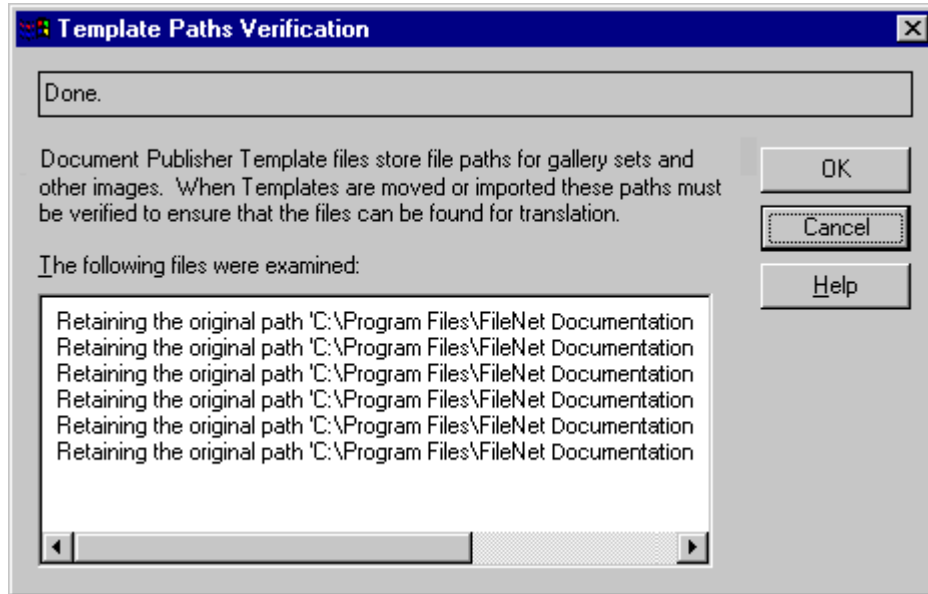 Template Paths Verification
Done.
Document Publisher Template files store file paths for gallery sets and
other images. When Templates are moved or imported these paths must
be verified to ensure that the files can be found for translation.
OK
Cancel
Help
The following files were examined:
Retaining the original path 'C:\Program Files\FileNet Documentation
Retaining the original path 'C:\Program Files\FileNet Documentation
Retaining the original path 'C:\Program Files\FileNet Documentation
Retaining the original path 'C:\Program Files\FileNet Documentation
Retaining the original path 'C:\Program Files\FileNet Documentation
Retaining the original path 'C:\Program Files\FileNet Documentation